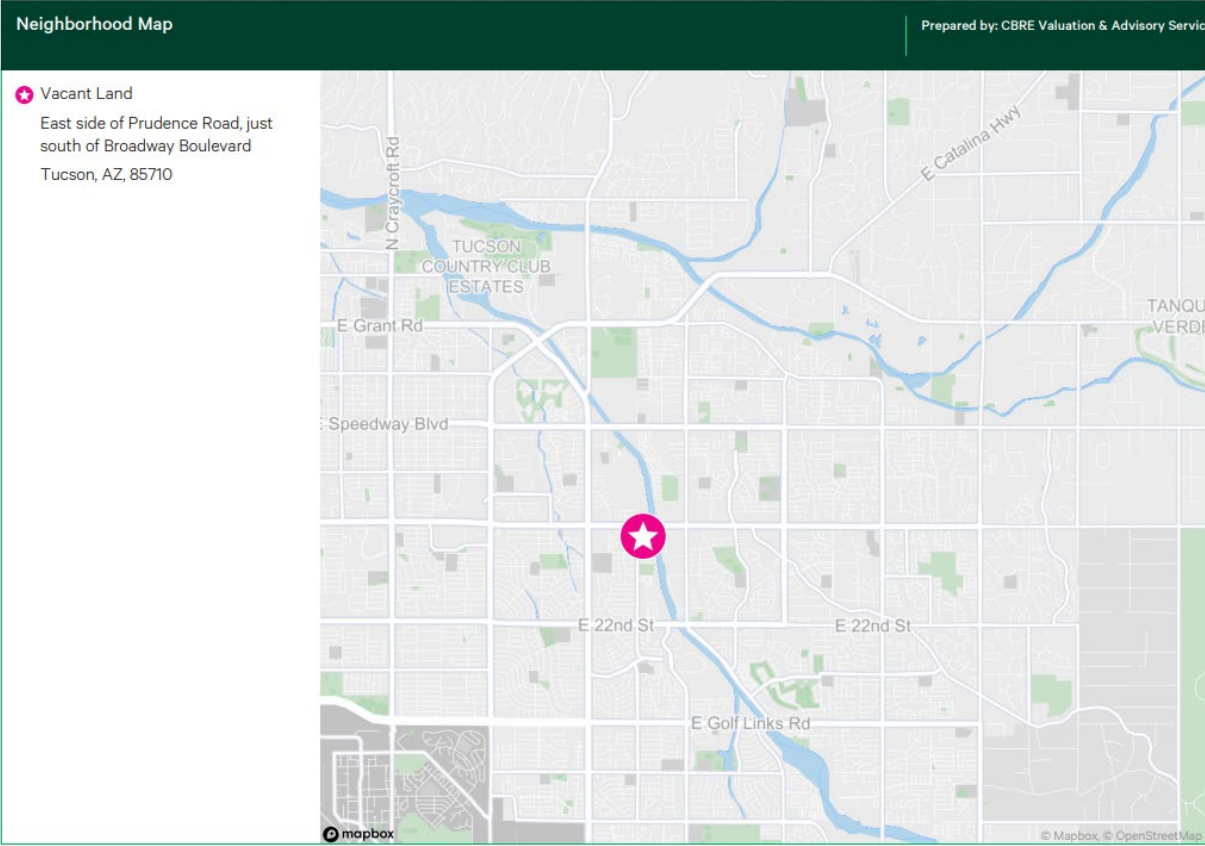 Neighborhood Map
Prepared by: CBRE Valuation & Advisory
Vacant Land
East side of Prudence Road, just
south of Broadway Boulevard
Tucson, AZ, 85710
N Craycroft Rd
E Catalina Hwy
TUCSON
COUNTRY CLUB
ESTATES
E Grant Rd
VERDE
E Speedway Blvd
E 22nd St
E 22nd St
E Golf Links Rd
mapbox
© Mapbox, © OpenStreetMap